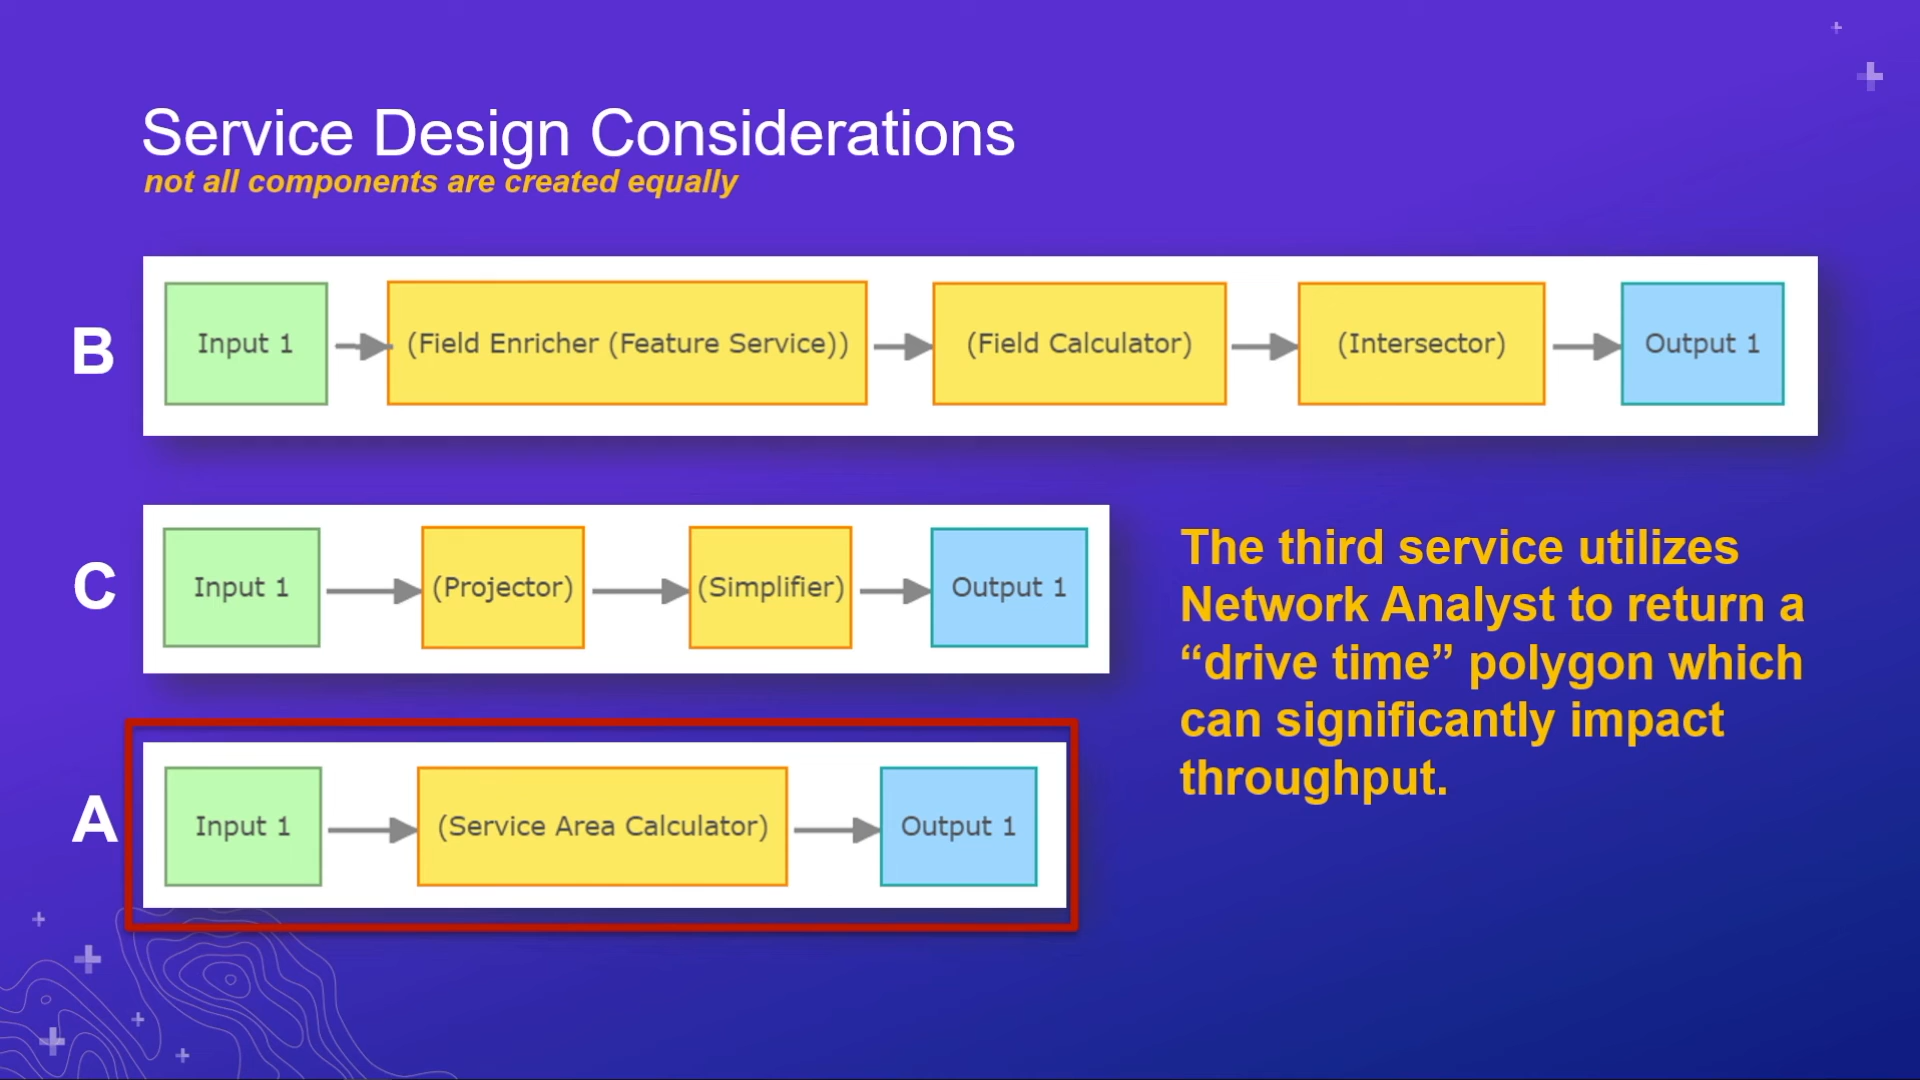 Service Design Considerations
not all components are created equally
B
Input 1
(Field Enricher (Feature Service))
(Field Calculator)
(Intersector)
Output 1
C
Input 1
(Projector)
(Simplifier)
Output 1
The third service utilizes
Network Analyst to return a
“drive time” polygon which
can significantly impact
throughput.
A
Input 1
(Service Area Calculator)
Output 1